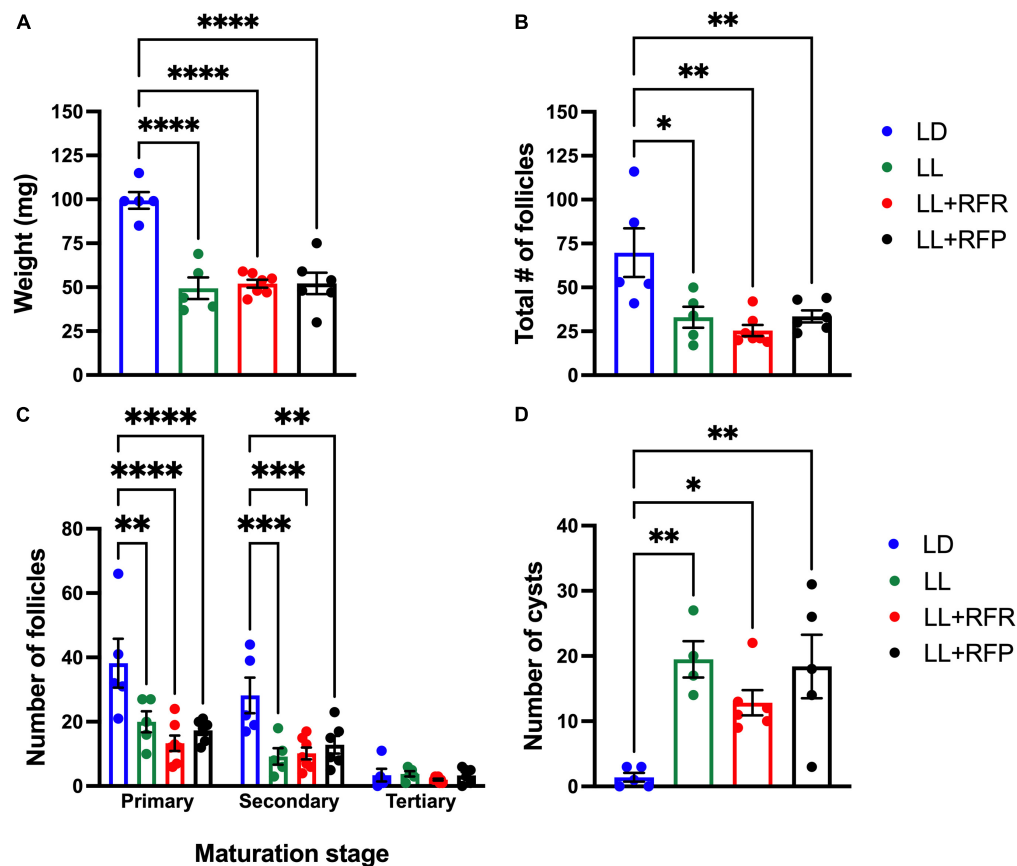 A
****
****
****
150
125
100
75
50
25
0
Weight (mg)
B
**
**
*
150
125
100
75
50
25
0
Total # of follicles
LD
LL
LL+RFR
LL+RFP
C
****
**
****
***
**
***
80
60
40
20
0
Number of follicles
Primary Secondary Tertiary
Maturation stage
D
**
*
**
40
30
20
10
0
Number of cysts
LD
LL
LL+RFR
LL+RFP